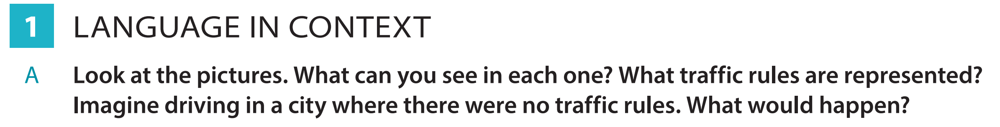 1 LANGUAGE IN CONTEXT
A Look at the pictures. What can you see in each one? What traffic rules are represented?
Imagine driving in a city where there were no traffic rules. What would happen?